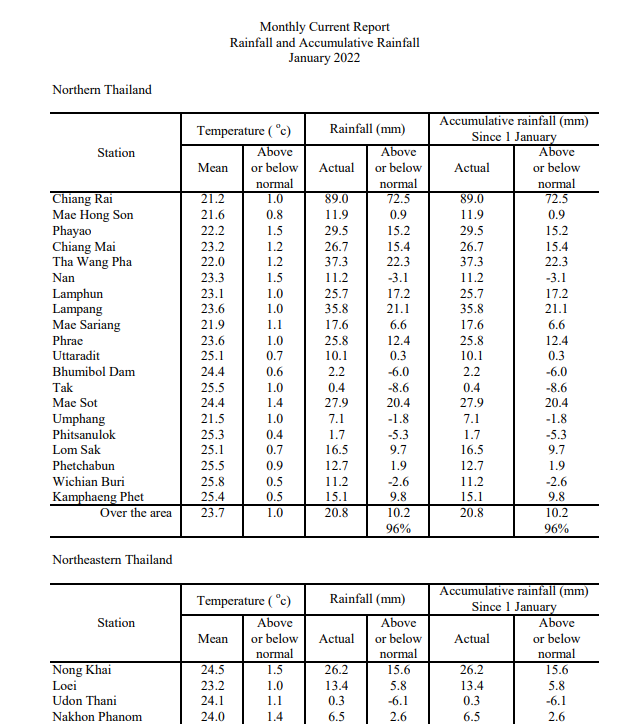 Monthly Current Report
Rainfall and Accumulative Rainfall
January 2022
Northern Thailand
Station Temperature ( °c) Rainfall (mm) Accumulative rainfall (mm) Since 1 January
Mean Above or below normal Actual Above or below normal Actual Above or below normal
Chiang Rai 21.2 1.0 89.0 72.5 89.0 72.5
Mae Hong Son 21.6 0.8 11.9 0.9 11.9 0.9
Phayao 22.2 1.5 29.5 15.2 29.5 15.2
Chiang Mai 23.2 1.2 26.7 15.4 26.7 15.4
Tha Wang Pha 22.0 1.2 37.3 22.3 37.3 22.3
Nan 23.3 1.5 11.2 -3.1 11.2 -3.1
Lamphun 23.1 1.0 25.7 17.2 25.7 17.2
Lampang 23.6 1.0 35.8 21.1 35.8 21.1
Mae Sariang 21.9 1.1 17.6 6.6 17.6 6.6
Phrae 23.6 1.0 25.8 12.4 25.8 12.4
Uttaradit 25.1 0.7 10.1 0.3 10.1 0.3
Bhumibol Dam 24.4 0.6 2.2 -6.0 2.2 -6.0
Tak 25.5 1.0 0.4 -8.6 0.4 -8.6
Mae Sot 24.4 1.4 27.9 20.4 27.9 20.4
Umphang 21.5 1.0 7.1 -1.8 7.1 -1.8
Phitsanulok 25.3 0.4 1.7 -5.3 1.7 -5.3
Lom Sak 25.1 0.7 16.5 9.7 16.5 9.7
Phetchabun 25.5 0.9 12.7 1.9 12.7 1.9
Wichian Buri 25.8 0.5 11.2 -2.6 11.2 -2.6
Kamphaeng Phet 25.4 0.5 15.1 9.8 15.1 9.8
Over the area 23.7 1.0 20.8 10.2 20.8 10.2
96% 96%
Northeastern Thailand
Station Temperature ( °c) Rainfall (mm) Accumulative rainfall (mm) Since 1 January
Mean Above or below normal Actual Above or below normal Actual Above or below normal
Nong Khai 24.5 1.5 26.2 15.6 26.2 15.6
Loei 23.2 1.0 13.4 5.8 13.4 5.8
Udon Thani 24.1 1.1 0.3 -6.1 0.3 -6.1
Nakhon Phanom 24.0 1.4 6.5 2.6 6.5 2.6